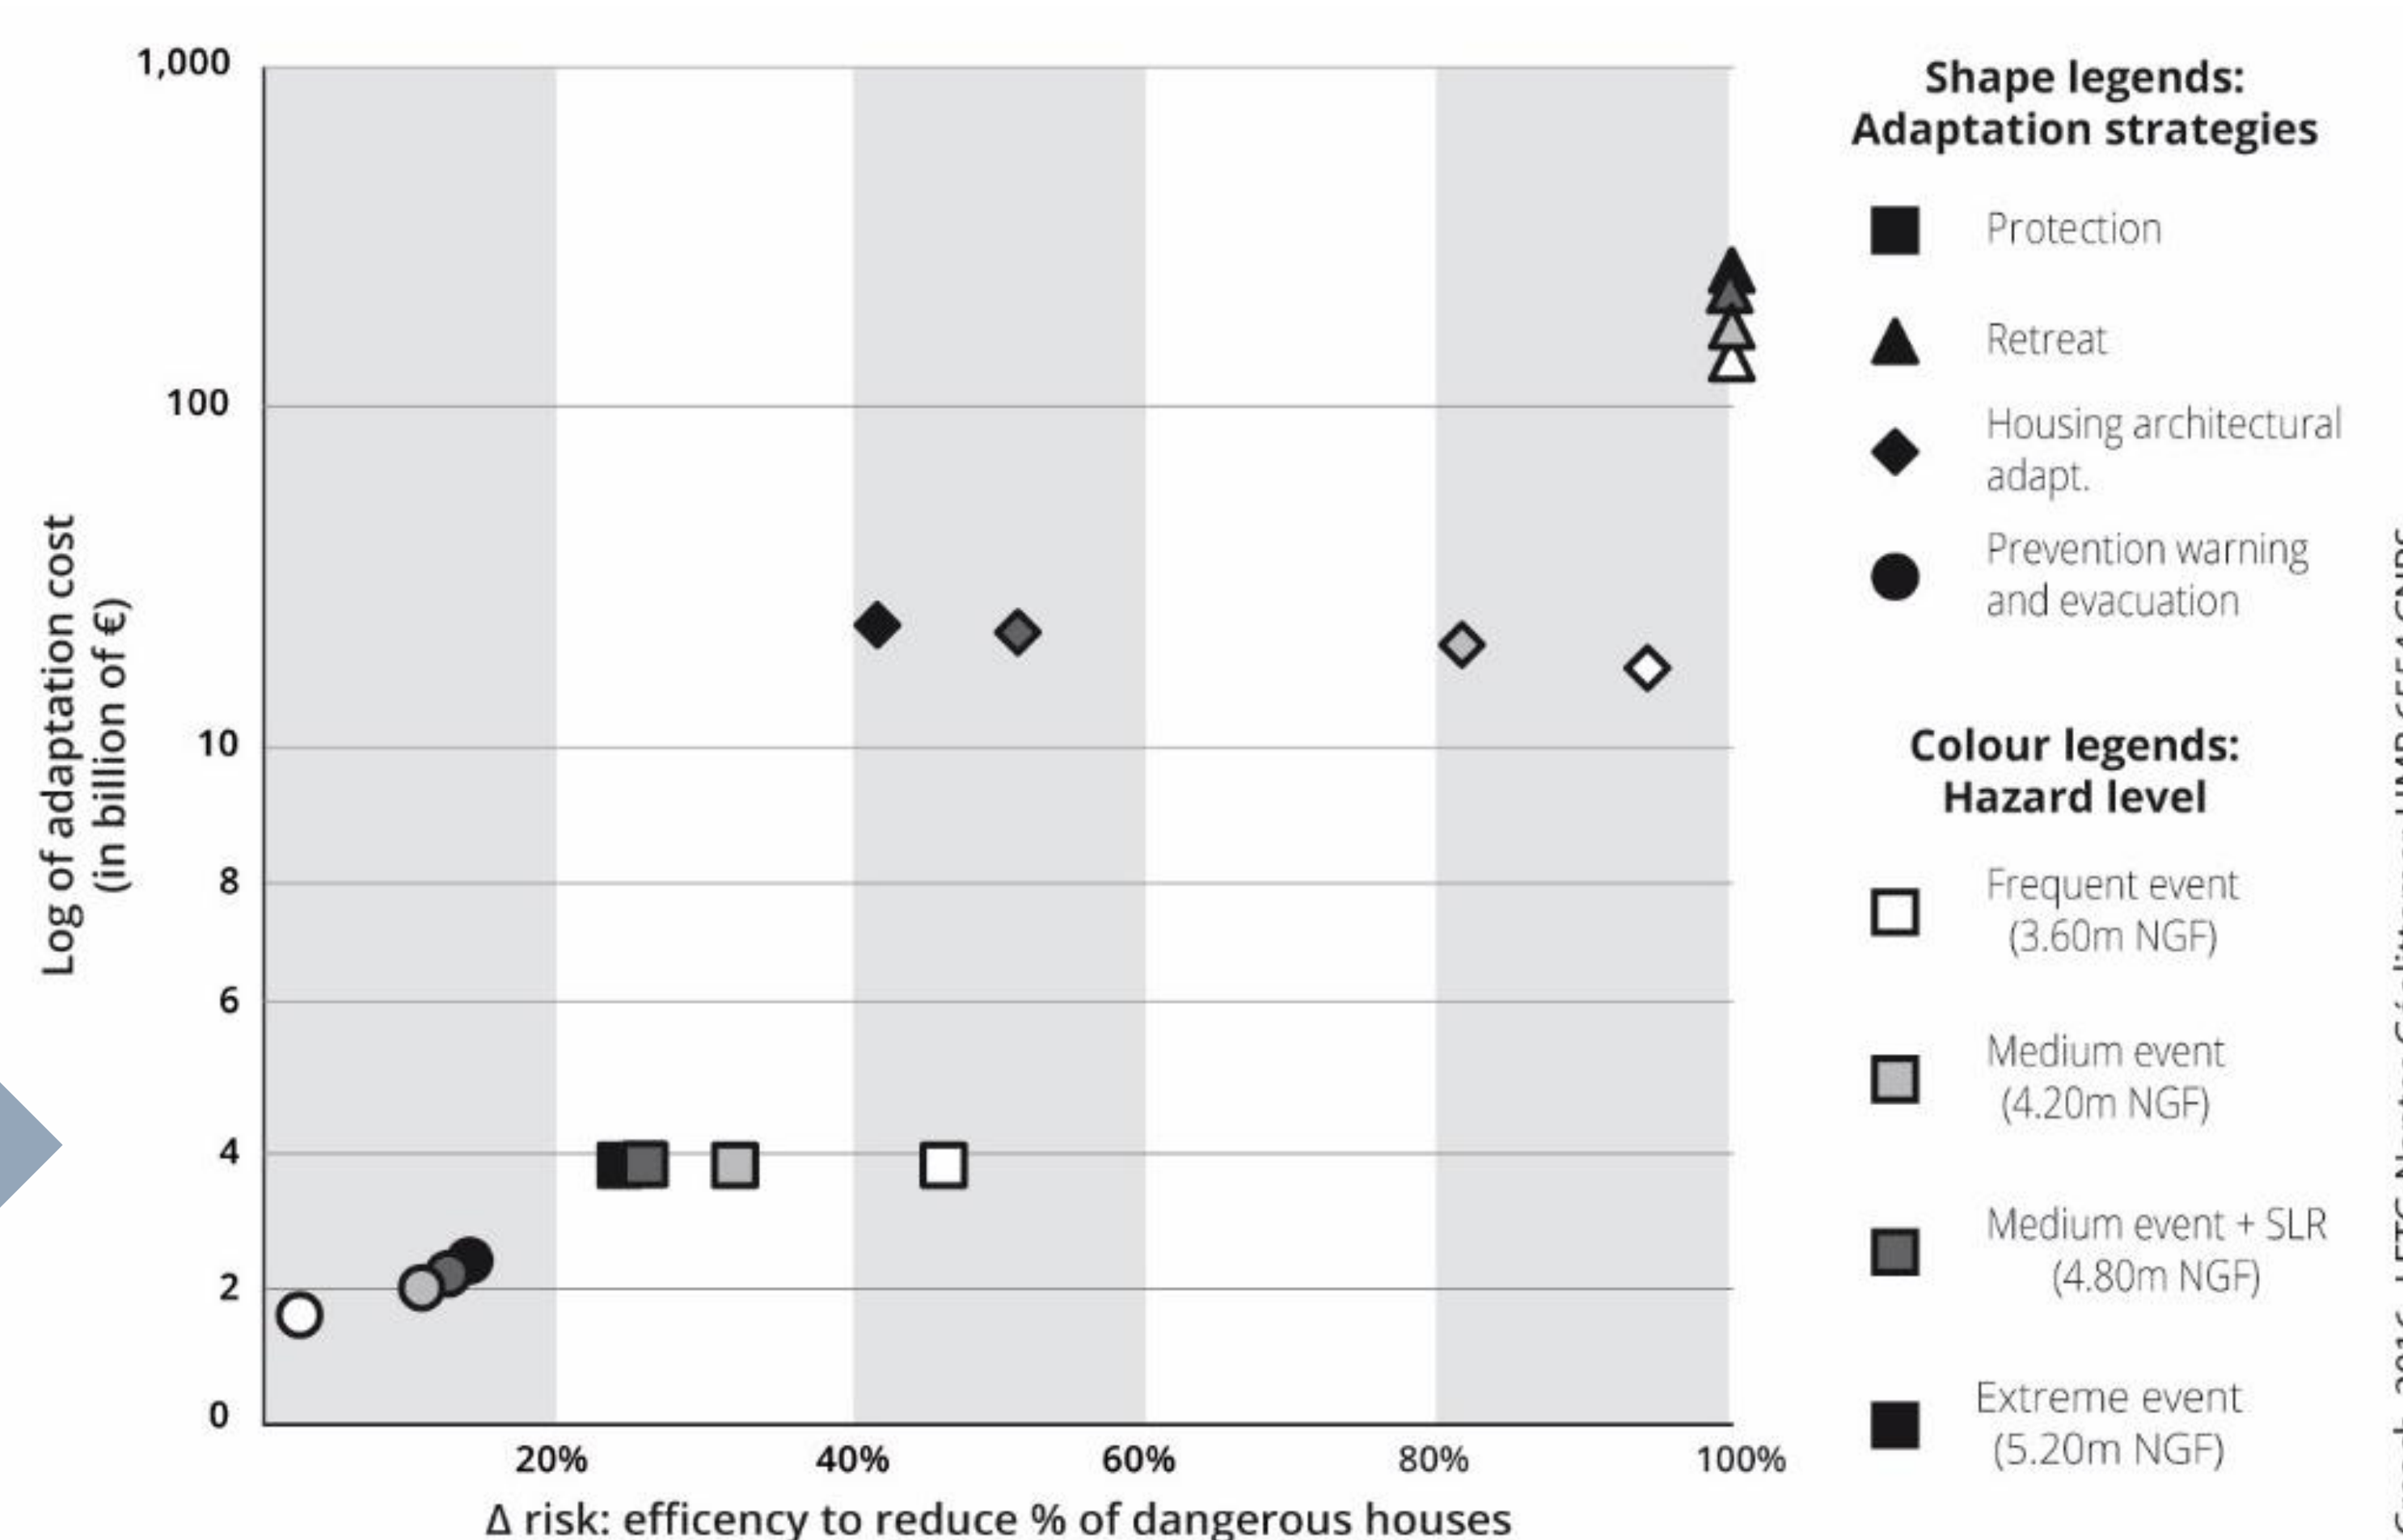 1,000
100
10
8
6
4
2
0
Log of adaptation cost
(in billion of €)
20%
40%
60%
80%
100%
Δ risk: efficency to reduce % of dangerous houses
Shape legends:
Adaptation strategies
Protection
Retreat
Housing architectural
adapt.
Prevention warning
and evacuation
Colour legends:
Hazard level
Frequent event
(3.60m NGF)
Medium event
(4.20m NGF)
Medium event + SLR
(4.80m NGF)
Extreme event
(5.20m NGF)